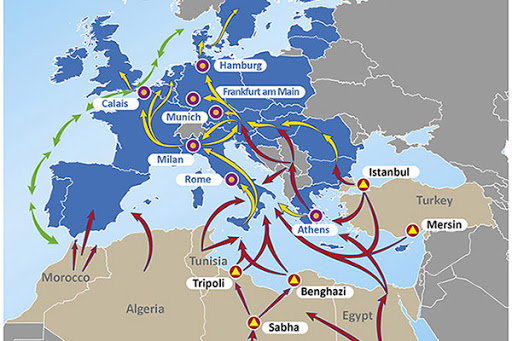 Hamburg
Frankfurt am Main
Calais
Munich
Milan
Istanbul
Rome
Turkey
Mersin
Athens
Tunisia
Morocco
Tripoli
Algeria
Benghazi
Egypt
Sabha